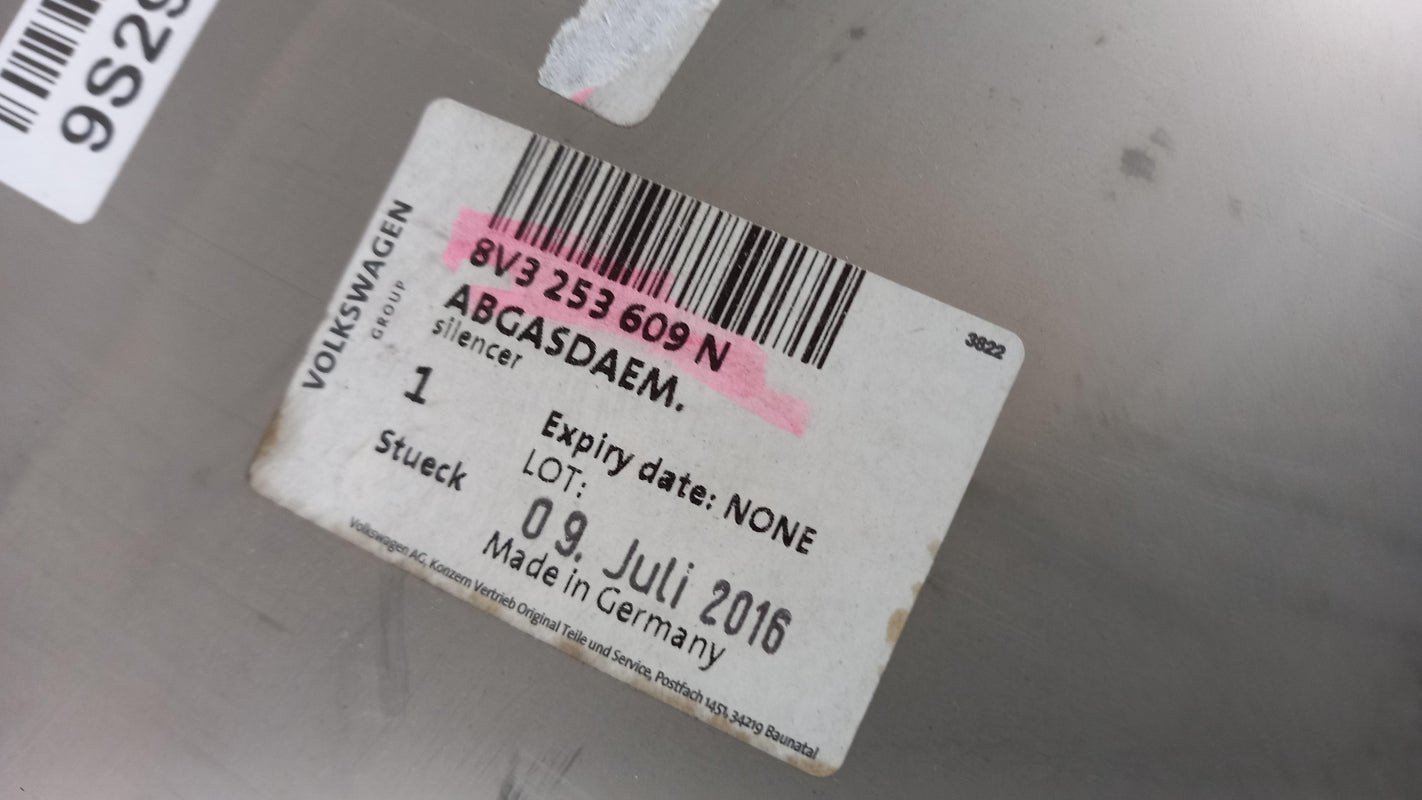 9S29
VOLKSWAGEN
GROUP
3822
8V3 253 609 N
ABGASDAEM.
silencer
1
Stueck
Expiry date: NONE
LOT:
09. Juli 2016
Made in Germany
Volkswagen AG, Konzern Vertrieb Original Teile und Service, Postfach 1451, 34219 Baunatal